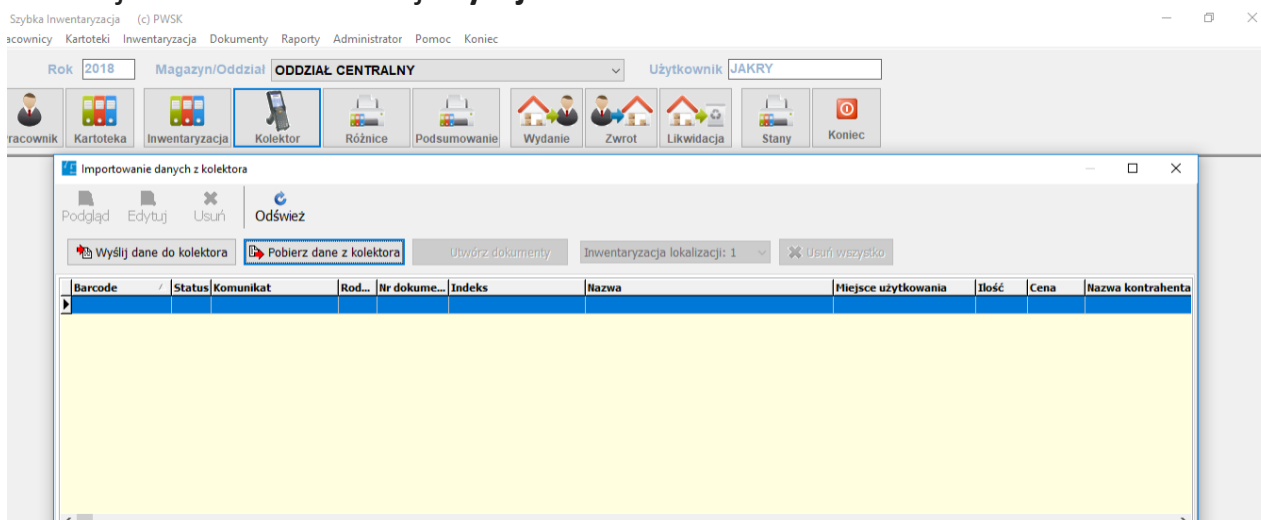 Szybka Inwentaryzacja (c) PWSK
acownicy Kartoteki Inwentaryzacja Dokumenty Raporty Administrator Pomoc Koniec
Rok 2018 Magazyn/Oddział ODDZIAŁ CENTRALNY Użytkownik JAKRY
racownik Kartoteka Inwentaryzacja Kolektor Różnice Podsumowanie Wydanie Zwrot Likwidacja Stany Koniec
Importowanie danych z kolektora
Podgląd Edytuj Usuń Odśwież
Wyślij dane do kolektora Pobierz dane z kolektora Utwórz dokumenty Inwentaryzacja lokalizacji: 1 Usuń wszystko
Barcode Status Komunikat Rod... Nr dokume... Indeks Nazwa Miejsce użytkowania Ilość Cena Nazwa kontrahenta